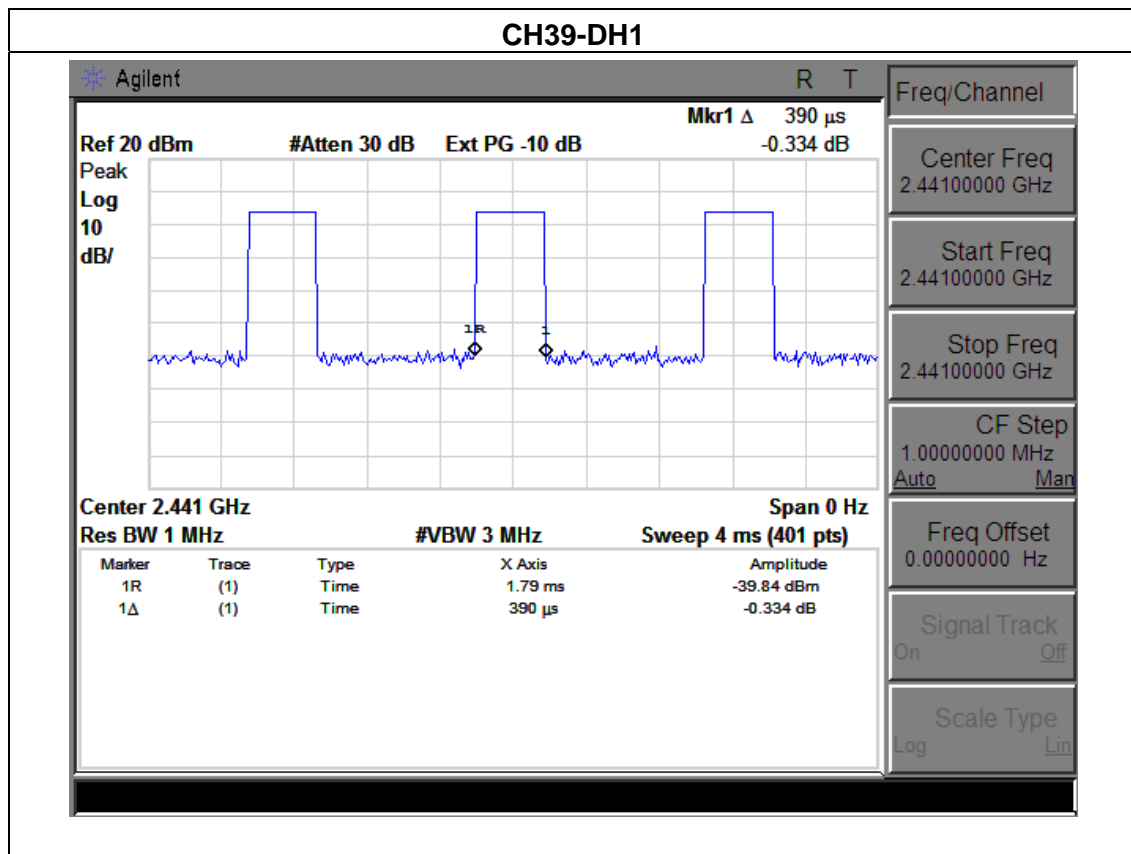 CH39-DH1
Agilent
R T
Mkr1 Δ 390 µs
Ref 20 dBm #Atten 30 dB Ext PG -10 dB -0.334 dB
Peak
Log
10
dB/
1R
1
Center 2.441 GHz Span 0 Hz
Res BW 1 MHz #VBW 3 MHz Sweep 4 ms (401 pts)
Marker Trace Type X Axis Amplitude
1R (1) Time 1.79 ms -39.84 dBm
1Δ (1) Time 390 µs -0.334 dB
Freq/Channel
Center Freq
2.44100000 GHz
Start Freq
2.44100000 GHz
Stop Freq
2.44100000 GHz
CF Step
1.00000000 MHz
Auto Man
Freq Offset
0.00000000 Hz
Signal Track
On Off
Scale Type
Log Lin